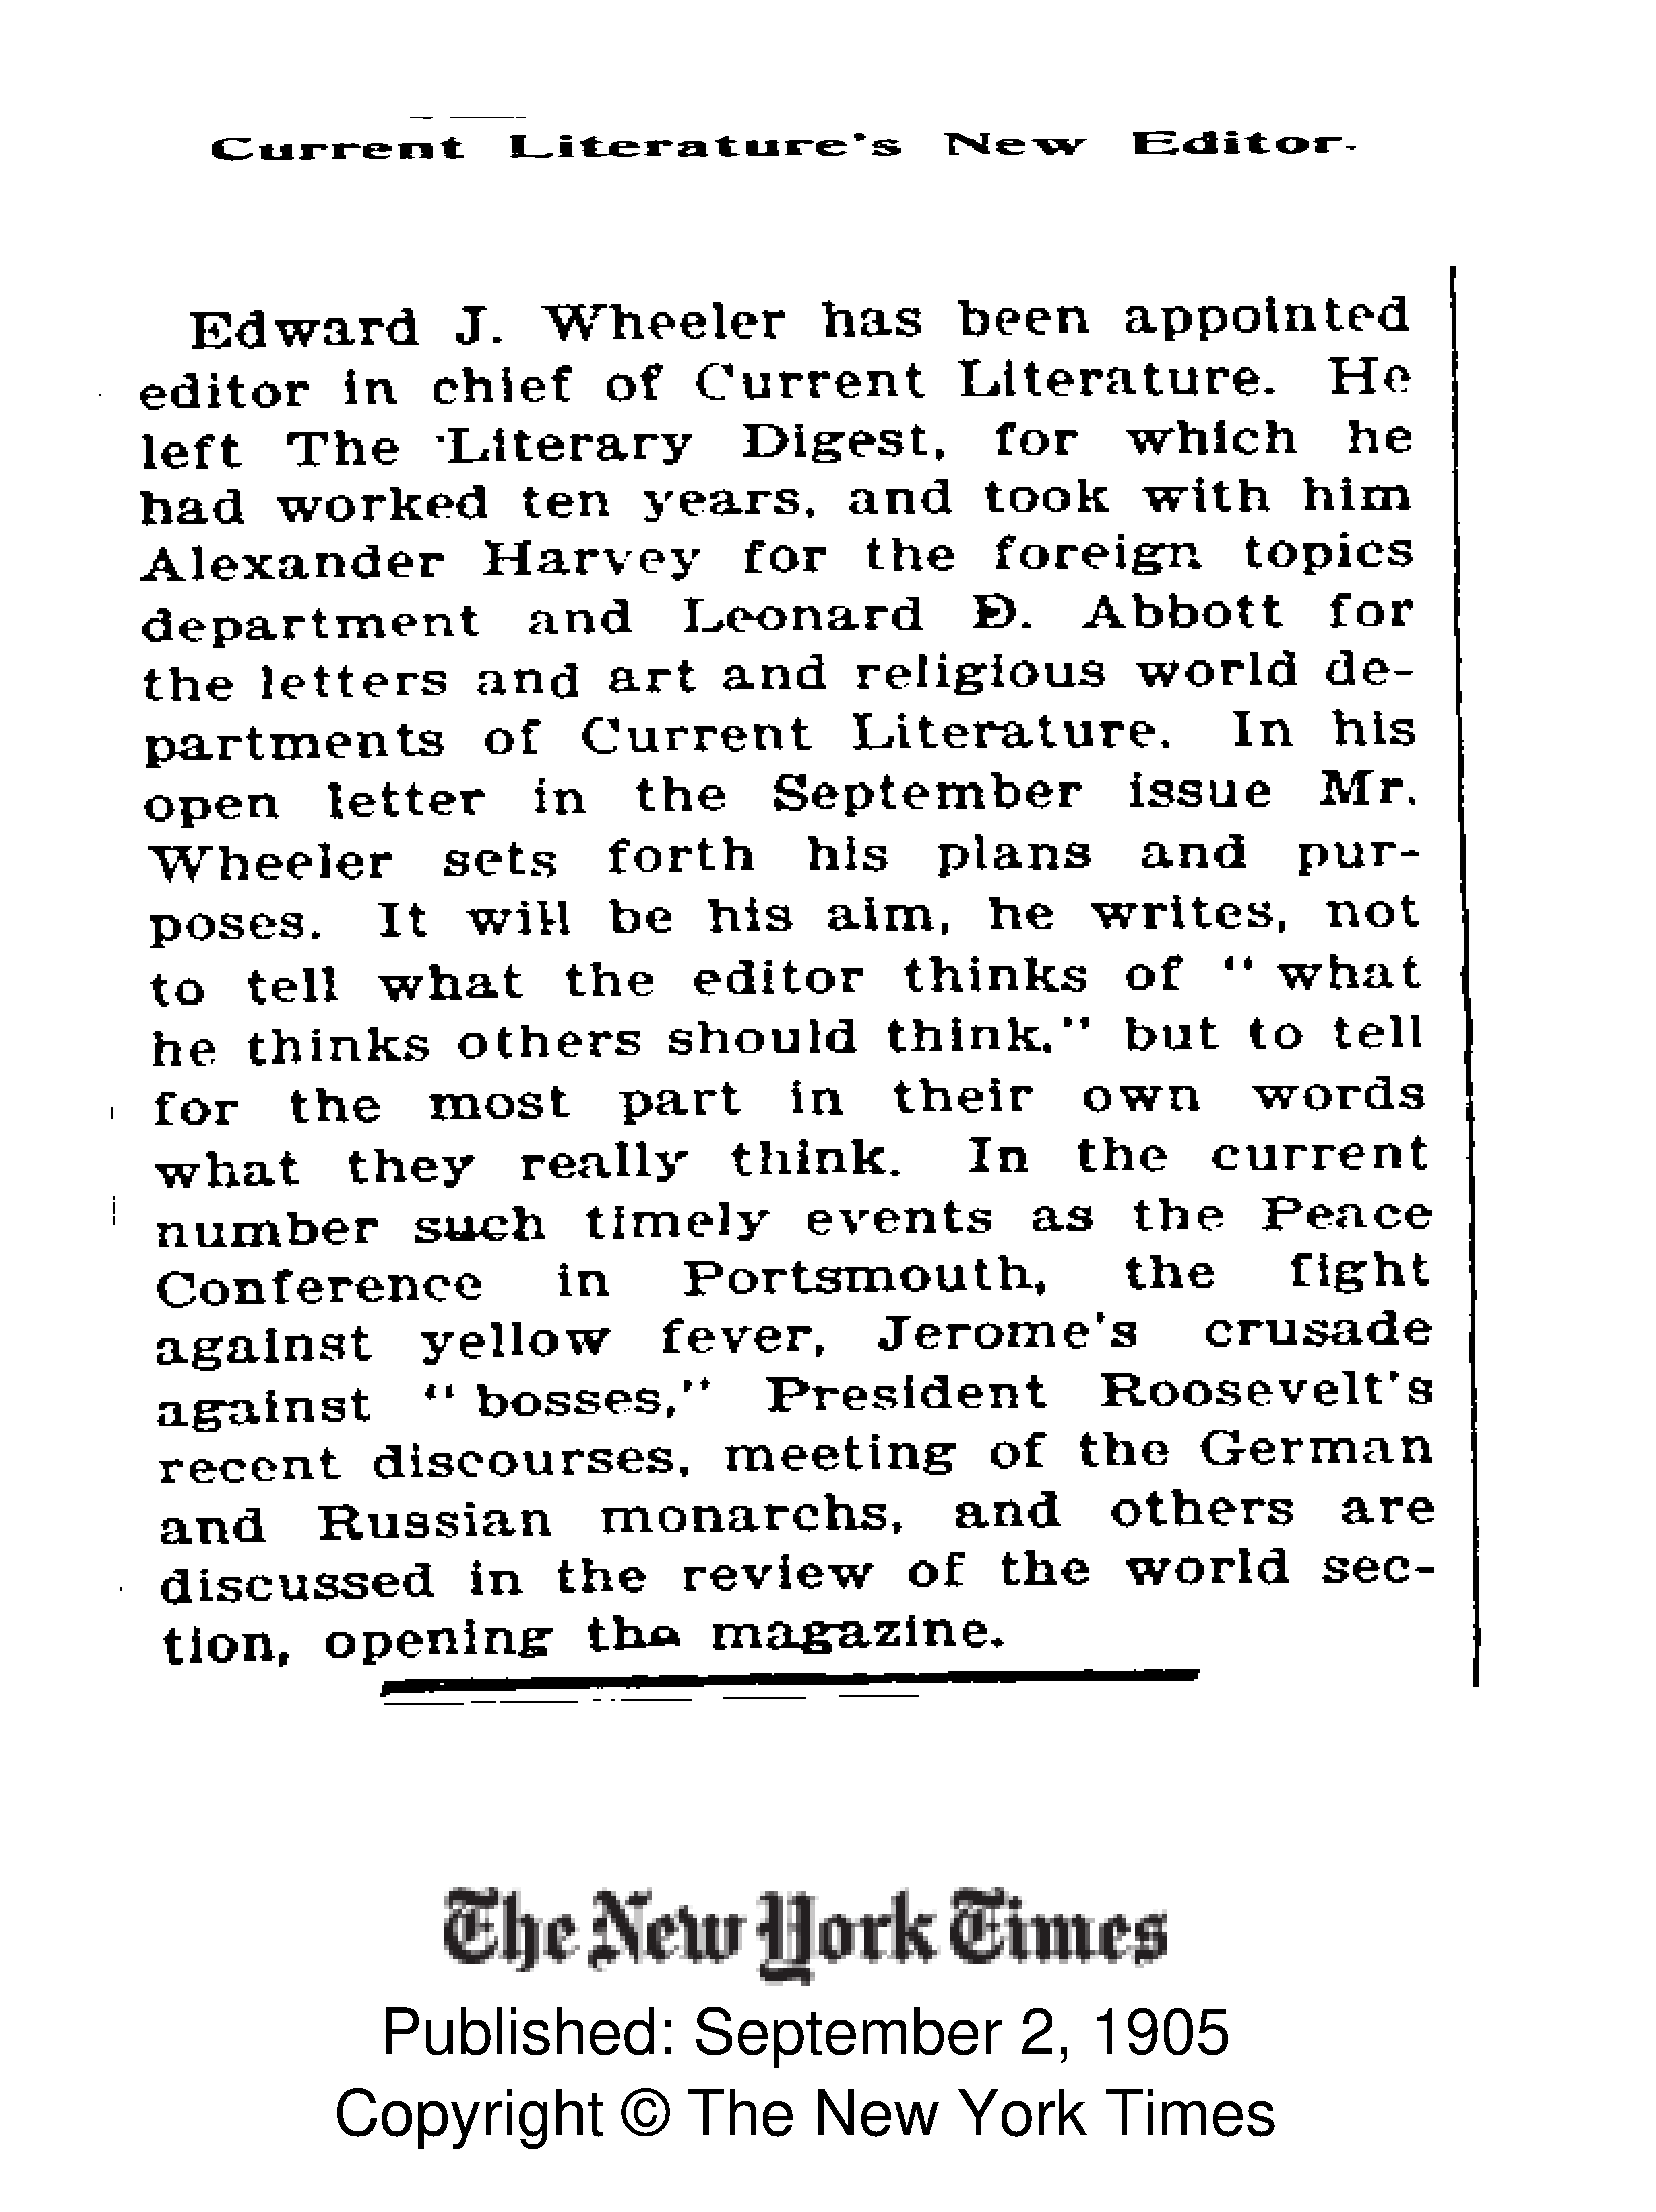 Current Literature's New Editor.
Edward J. Wheeler has been appointed
editor in chief of Current Literature. He
left The Literary Digest, for which he
had worked ten years, and took with him
Alexander Harvey for the foreign topics
department and Leonard D. Abbott for
the letters and art and religious world de-
partments of Current Literature. In his
open letter in the September issue Mr.
Wheeler sets forth his plans and pur-
poses. It will be his aim, he writes, not
to tell what the editor thinks of "what
he thinks others should think," but to tell
for the most part in their own words
what they really think. In the current
number such timely events as the Peace
Conference in Portsmouth, the fight
against yellow fever, Jerome's crusade
against "bosses," President Roosevelt's
recent discourses, meeting of the German
and Russian monarchs, and others are
discussed in the review of the world sec-
tion, opening the magazine.
The New York Times
Published: September 2, 1905
Copyright © The New York Times